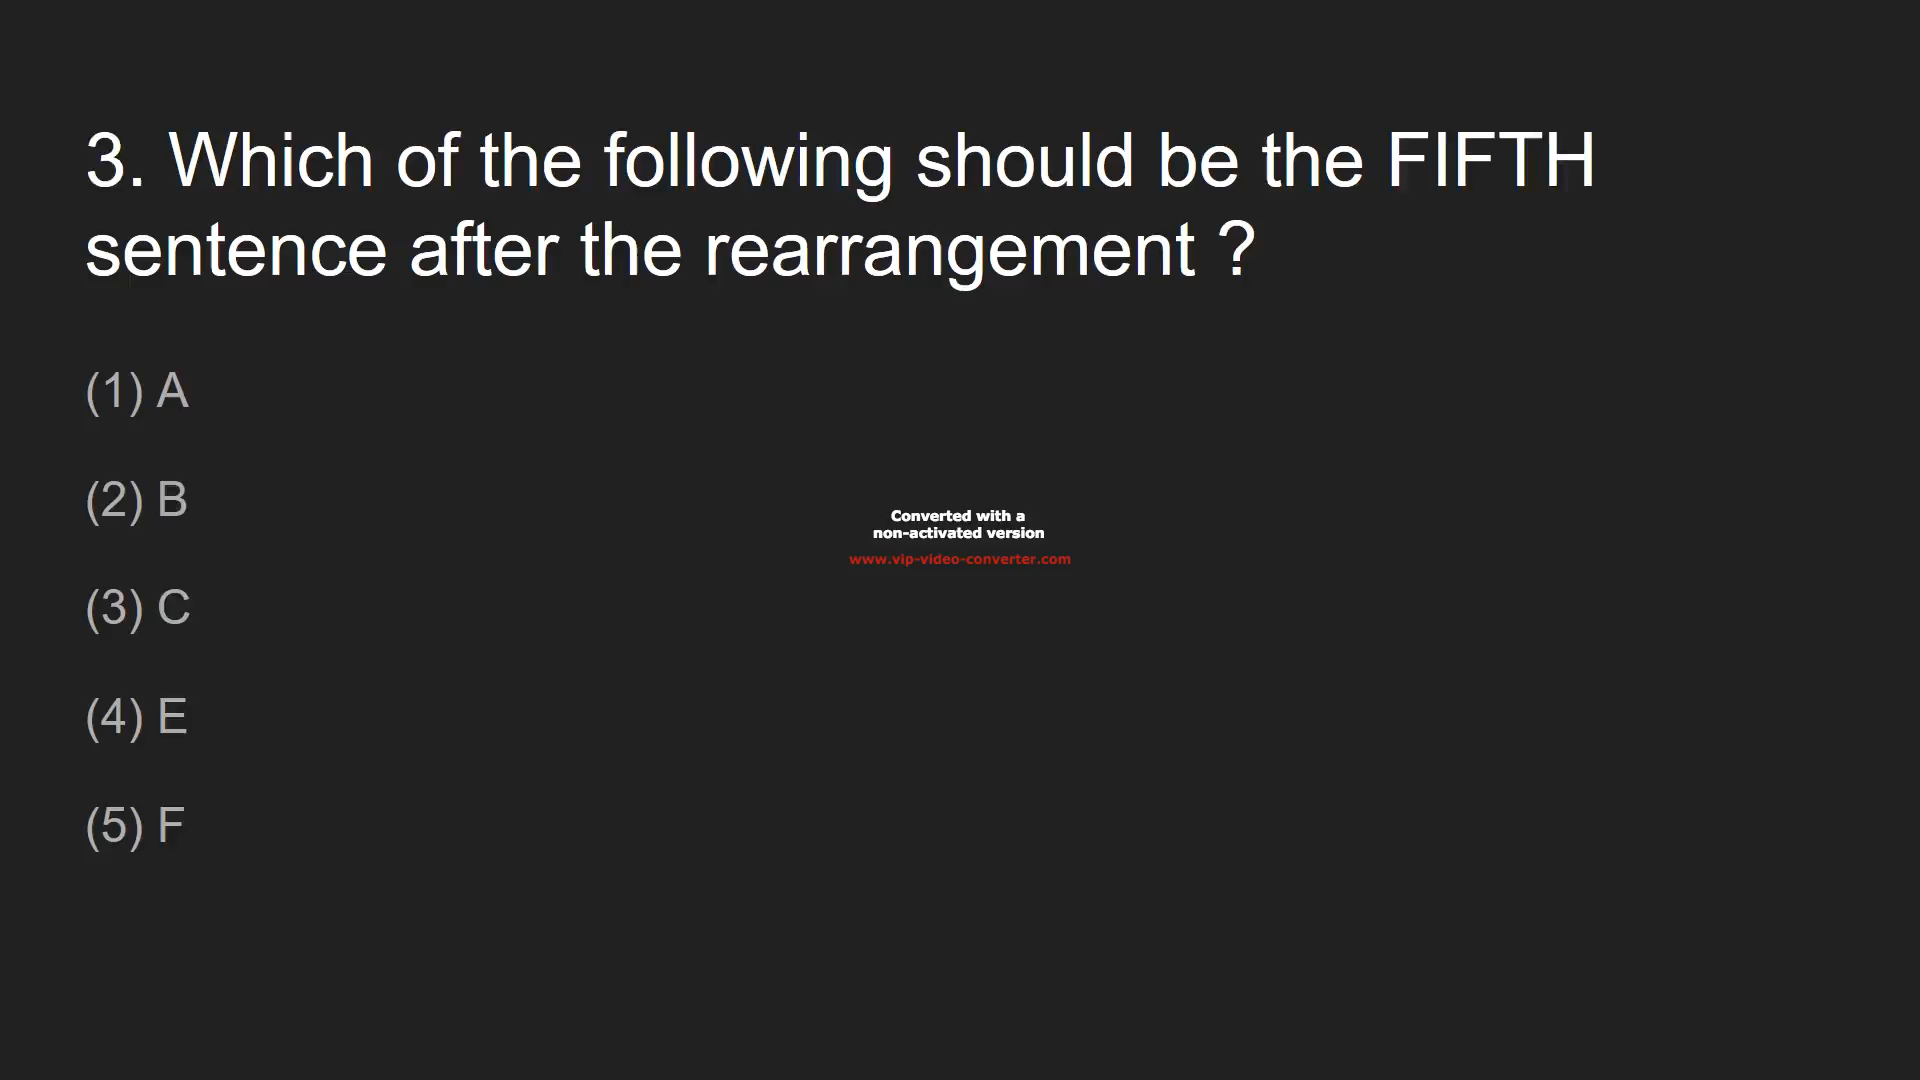 3. Which of the following should be the FIFTH
sentence after the rearrangement ?
(1) A
(2) B
(3) C
(4) E
(5) F
Converted with a
non-activated version
www.vip-video-converter.com